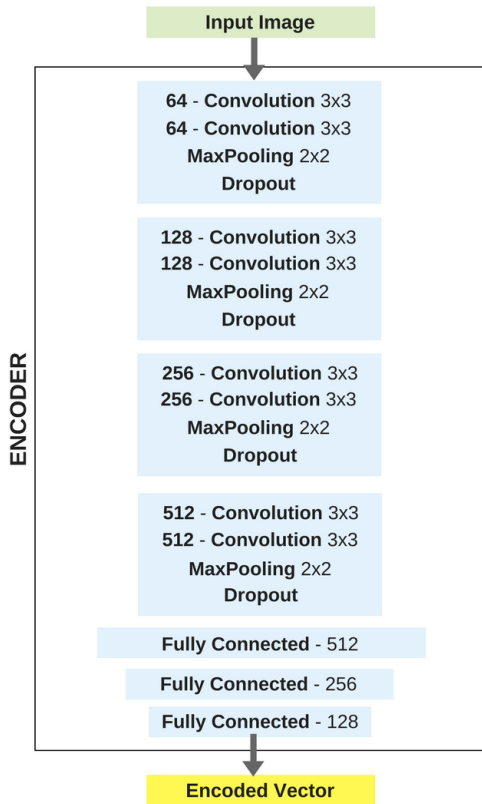 Input Image
ENCODER
64 - Convolution 3x3
64 - Convolution 3x3
MaxPooling 2x2
Dropout
128 - Convolution 3x3
128 - Convolution 3x3
MaxPooling 2x2
Dropout
256 - Convolution 3x3
256 - Convolution 3x3
MaxPooling 2x2
Dropout
512 - Convolution 3x3
512 - Convolution 3x3
MaxPooling 2x2
Dropout
Fully Connected - 512
Fully Connected - 256
Fully Connected - 128
Encoded Vector